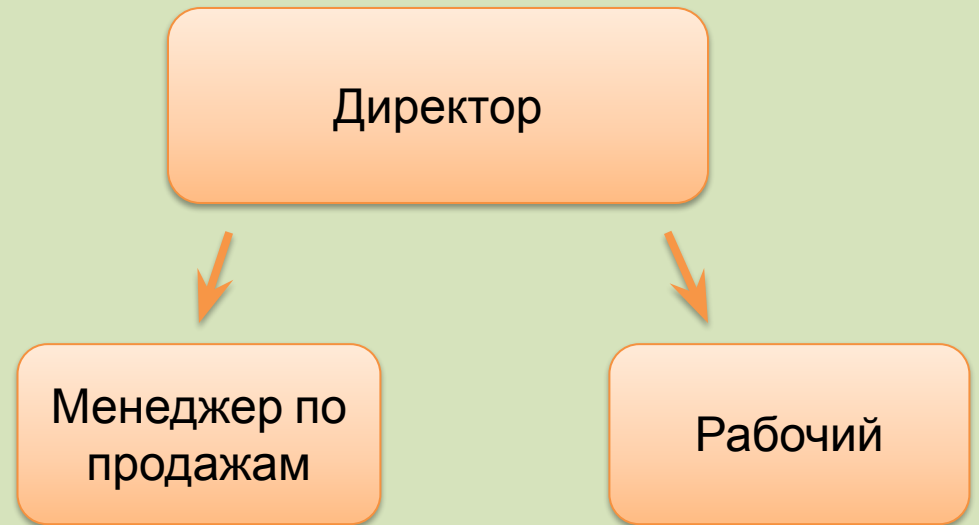 Директор
Менеджер по
продажам
Рабочий